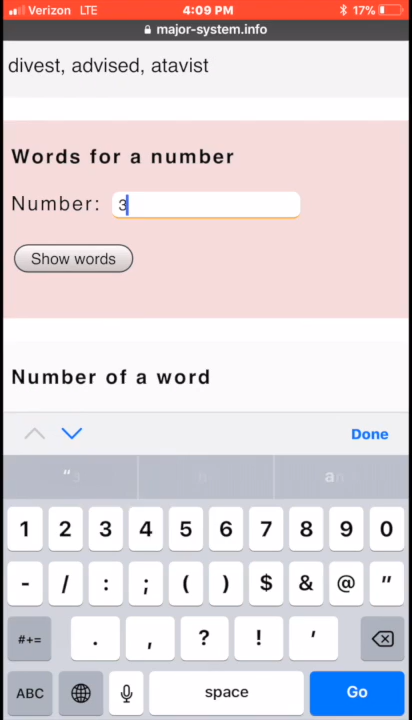 Verizon LTE 4:09 PM 17%
major-system.info
divest, advised, atavist
Words for a number
Number: 3
Show words
Number of a word
Done
1 2 3 4 5 6 7 8 9 0
- / : ; ( ) $ & @ "
#+= . , ? ! '
ABC space Go